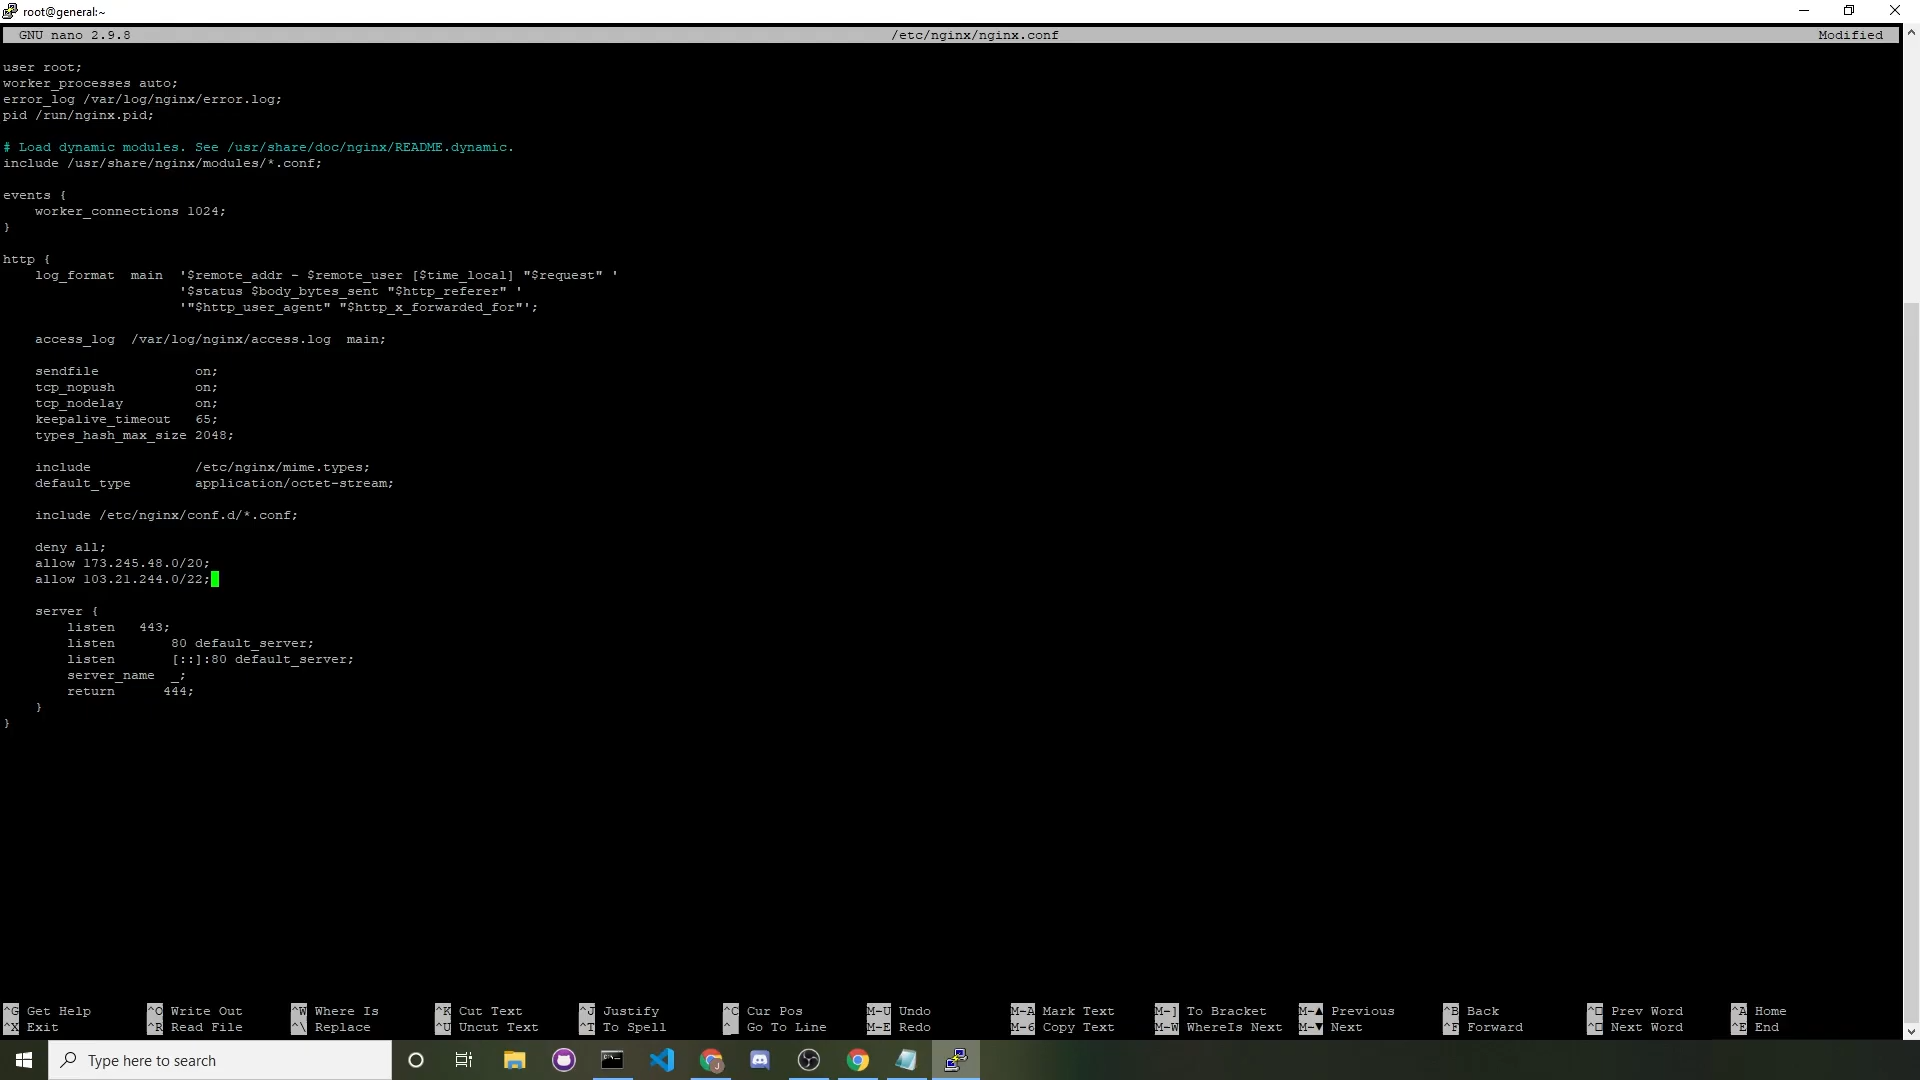 root@general:~
GNU nano 2.9.8 /etc/nginx/nginx.conf Modified
user root;
worker_processes auto;
error_log /var/log/nginx/error.log;
pid /run/nginx.pid;
# Load dynamic modules. See /usr/share/doc/nginx/README.dynamic.
include /usr/share/nginx/modules/*.conf;
events {
    worker_connections 1024;
}
http {
    log_format  main  '$remote_addr - $remote_user [$time_local] "$request" '
                      '$status $body_bytes_sent "$http_referer" '
                      '"$http_user_agent" "$http_x_forwarded_for"';
    access_log  /var/log/nginx/access.log  main;
    sendfile            on;
    tcp_nopush          on;
    tcp_nodelay         on;
    keepalive_timeout   65;
    types_hash_max_size 2048;
    include             /etc/nginx/mime.types;
    default_type        application/octet-stream;
    include /etc/nginx/conf.d/*.conf;
    deny all;
    allow 173.245.48.0/20;
    allow 103.21.244.0/22;
    server {
        listen   443;
        listen       80 default_server;
        listen       [::]:80 default_server;
        server_name  _;
        return      444;
    }
}
^G Get Help ^O Write Out ^W Where Is ^K Cut Text ^J Justify ^C Cur Pos M-U Undo M-A Mark Text M-] To Bracket M-▲ Previous ^B Back ^□ Prev Word ^A Home
^X Exit ^R Read File ^\ Replace ^U Uncut Text ^T To Spell ^_ Go To Line M-E Redo M-6 Copy Text M-W WhereIs Next M-▼ Next ^F Forward ^□ Next Word ^E End
Type here to search